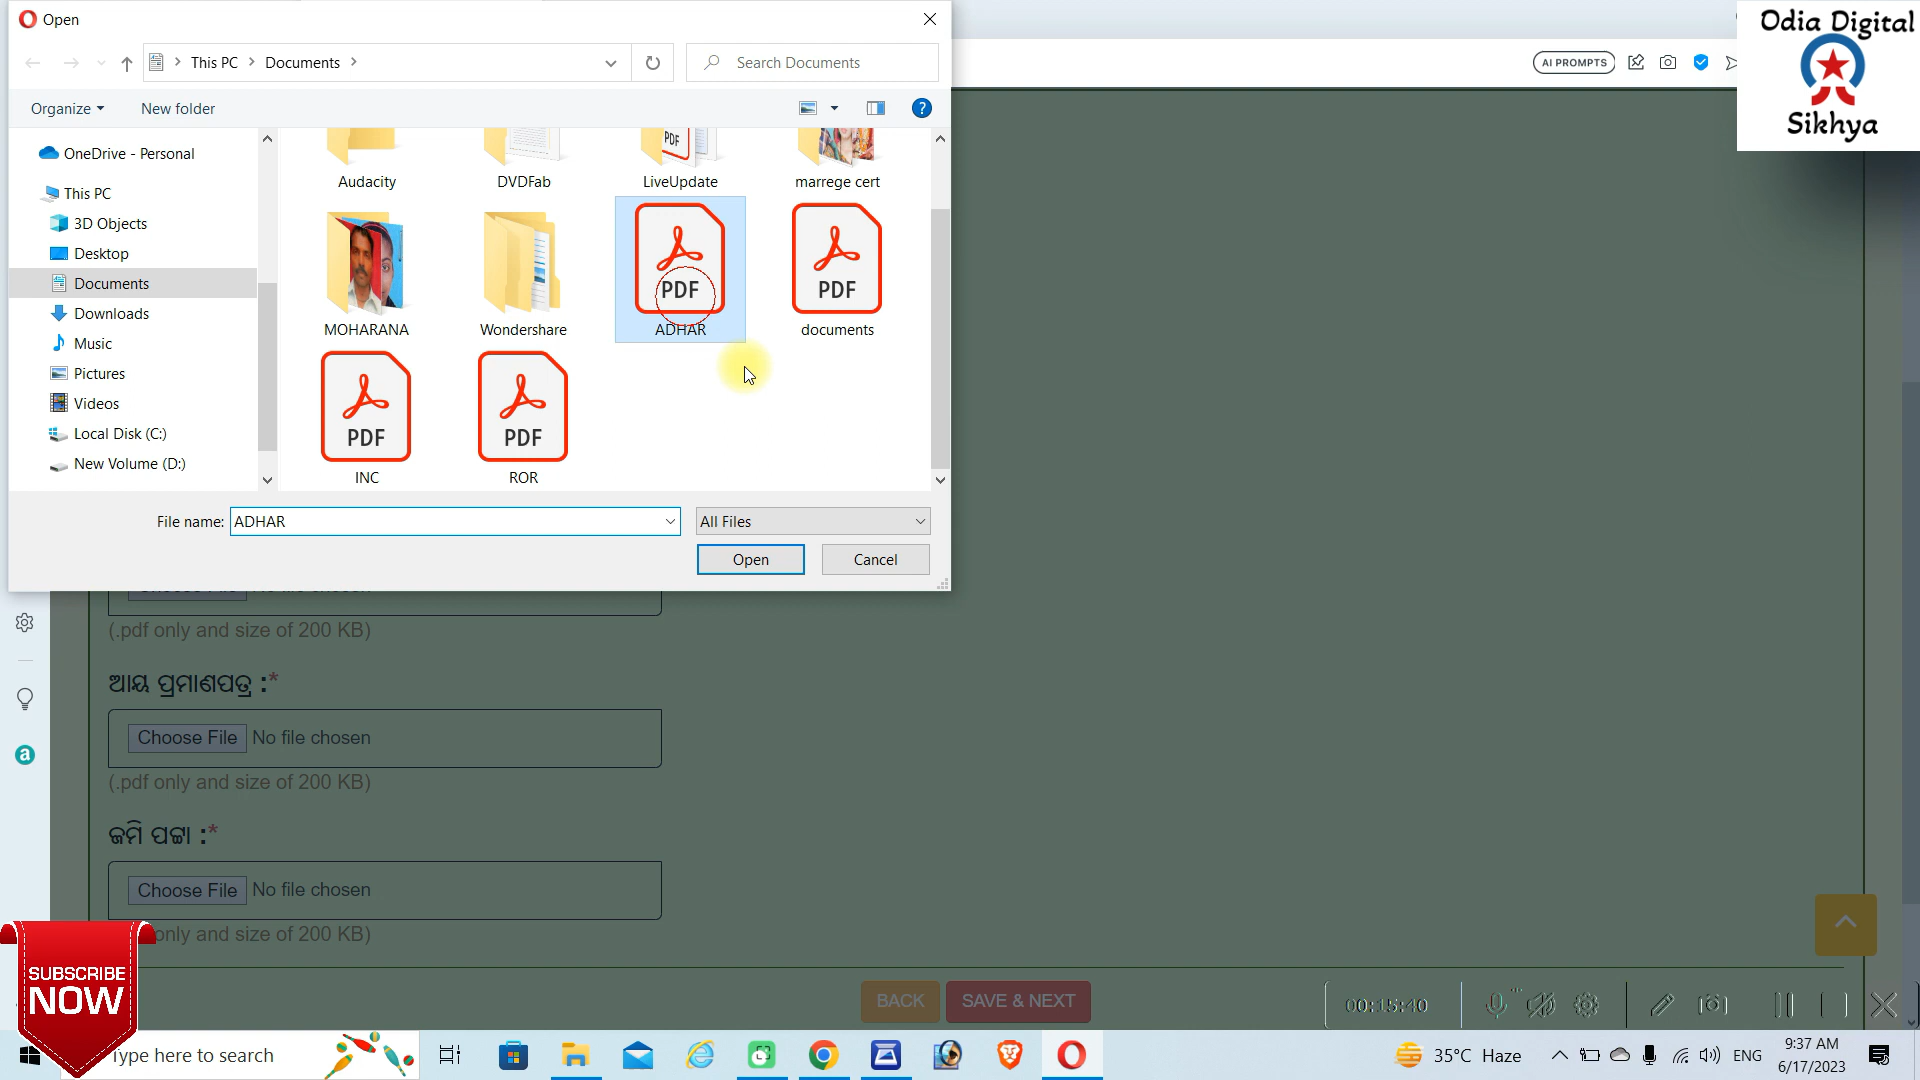 Open
Odia Digital
Sikhya
This PC
Documents
Search Documents
AI PROMPTS
Organize
New folder
OneDrive - Personal
This PC
3D Objects
Desktop
Documents
Downloads
Music
Pictures
Videos
Local Disk (C:)
New Volume (D:)
Audacity
DVDFab
PDF
LiveUpdate
marrege cert
MOHARANA
Wondershare
PDF
ADHAR
PDF
documents
PDF
INC
PDF
ROR
File name:
ADHAR
All Files
Open
Cancel
(.pdf only and size of 200 KB)
ଆୟ ପ୍ରମାଣପତ୍ର :*
Choose File No file chosen
(.pdf only and size of 200 KB)
ଜମି ପଟ୍ଟା :*
Choose File No file chosen
only and size of 200 KB)
SUBSCRIBE
NOW
BACK
SAVE & NEXT
00:15:40
Type here to search
35°C Haze
ENG
9:37 AM
6/17/2023